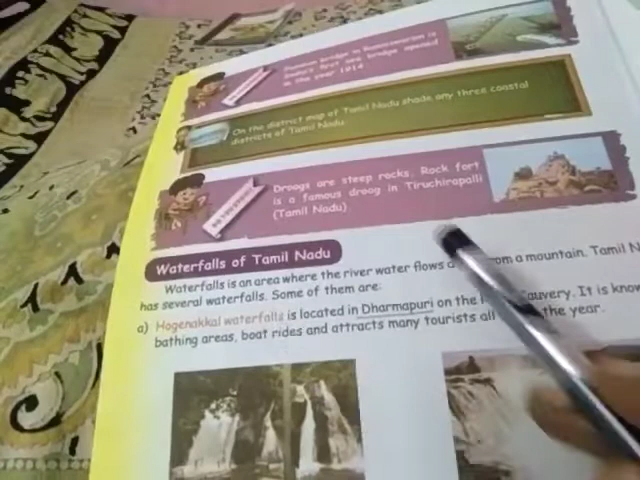 Pamban bridge in Rameswaram is
India's first sea bridge opened
in the year 1914
On the district map of Tamil Nadu shade any three coastal
districts of Tamil Nadu.
Droogs are steep rocks. Rock fort
is a famous droog in Tiruchirapalli
(Tamil Nadu)
Waterfalls of Tamil Nadu
Waterfalls is an area where the river water flows from a mountain. Tamil
has several waterfalls. Some of them are:
a) Hogenakkal waterfalls is located in Dharmapuri on the Cauvery. It is
bathing areas, boat rides and attracts many tourists all the year.